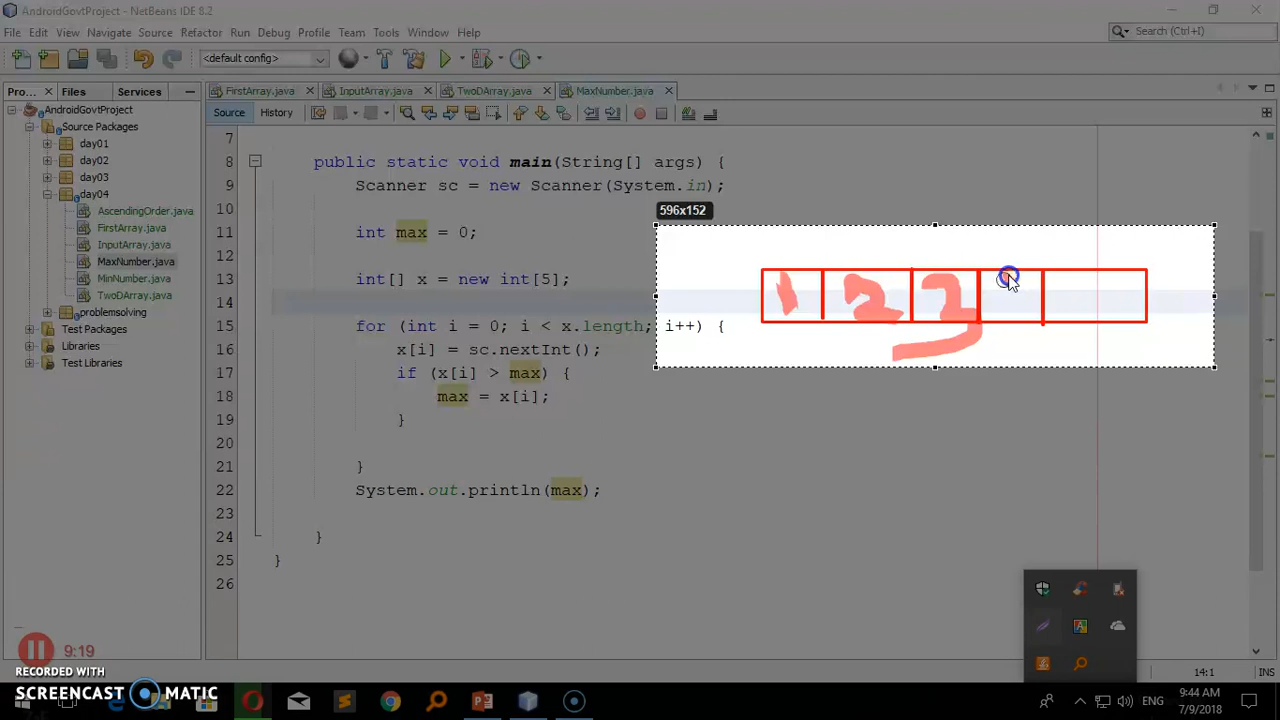 AndroidGovtProject - NetBeans IDE 8.2
File Edit View Navigate Source Refactor Run Debug Profile Team Tools Window Help
Search (Ctrl+I)
<default config>
Pro... Files Services
FirstArray.java InputArray.java TwoDArray.java MaxNumber.java
Source History
AndroidGovtProject
Source Packages
day01
day02
day03
day04
AscendingOrder.java
FirstArray.java
InputArray.java
MaxNumber.java
MinNumber.java
TwoDArray.java
problemsolving
Test Packages
Libraries
Test Libraries
7
8 public static void main(String[] args) {
9 Scanner sc = new Scanner(System.in);
10
11 int max = 0;
12
13 int[] x = new int[5];
14
15 for (int i = 0; i < x.length; i++) {
16 x[i] = sc.nextInt();
17 if (x[i] > max) {
18 max = x[i];
19 }
20
21 }
22 System.out.println(max);
23
24 }
25 }
26
596x152
1 2 3
9:19
RECORDED WITH
SCREENCAST MATIC
14:1 INS
ENG
9:44 AM
7/9/2018